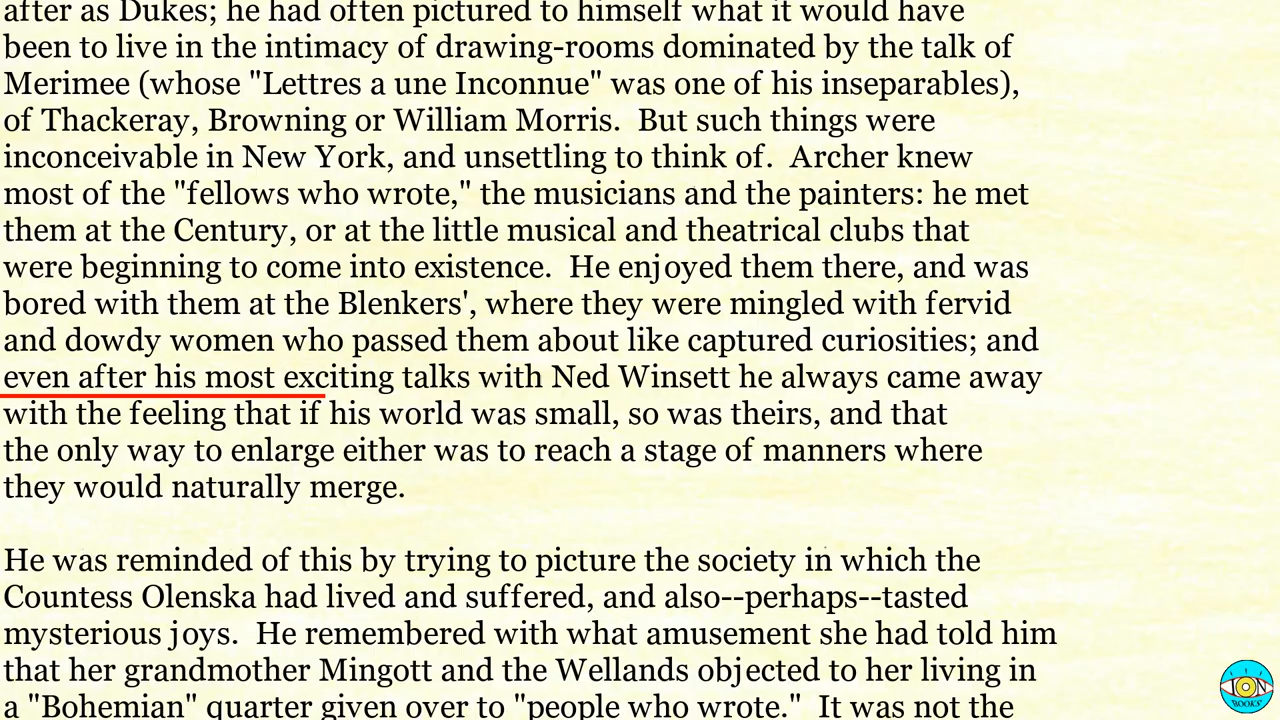 after as Dukes; he had often pictured to himself what it would have
been to live in the intimacy of drawing-rooms dominated by the talk of
Merimee (whose "Lettres a une Inconnue" was one of his inseparables),
of Thackeray, Browning or William Morris.  But such things were
inconceivable in New York, and unsettling to think of.  Archer knew
most of the "fellows who wrote," the musicians and the painters: he met
them at the Century, or at the little musical and theatrical clubs that
were beginning to come into existence.  He enjoyed them there, and was
bored with them at the Blenkers', where they were mingled with fervid
and dowdy women who passed them about like captured curiosities; and
even after his most exciting talks with Ned Winsett he always came away
with the feeling that if his world was small, so was theirs, and that
the only way to enlarge either was to reach a stage of manners where
they would naturally merge.

He was reminded of this by trying to picture the society in which the
Countess Olenska had lived and suffered, and also--perhaps--tasted
mysterious joys.  He remembered with what amusement she had told him
that her grandmother Mingott and the Wellands objected to her living in
a "Bohemian" quarter given over to "people who wrote."  It was not the
ION
BOOKS